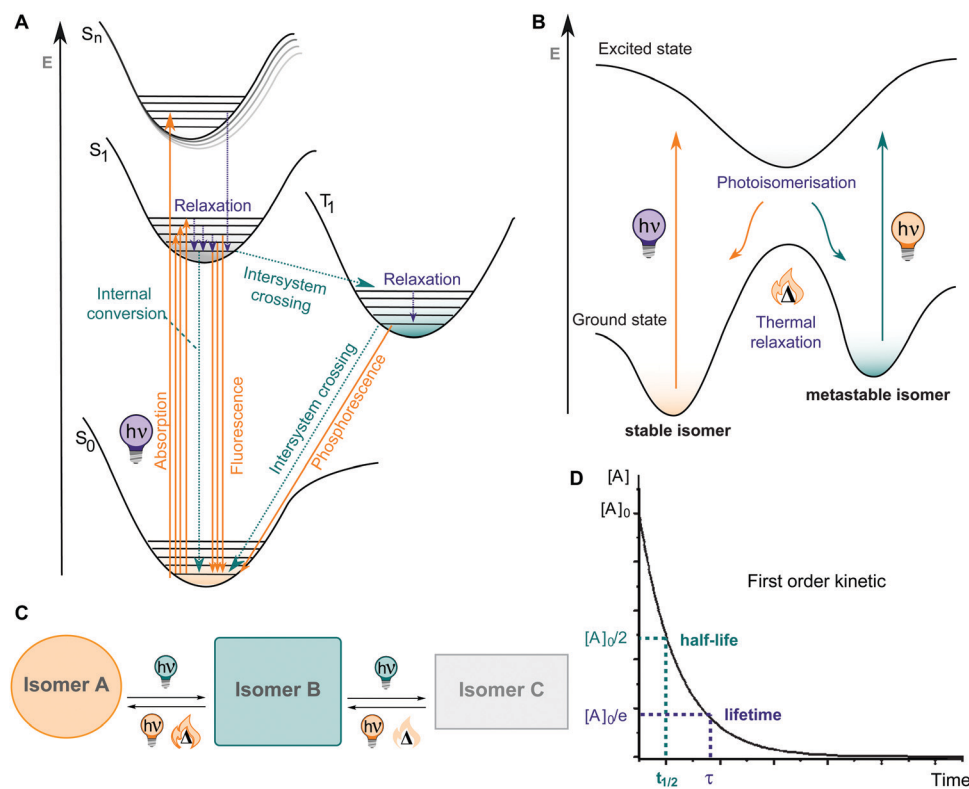 A
E
Sn
S1
Relaxation
T1
Intersystem
crossing
Relaxation
Internal
conversion
Absorption
Fluorescence
Intersystem crossing
Phosphorescence
hν
S0
B
E
Excited state
Photoisomerisation
hν
hν
Δ
Ground state
Thermal
relaxation
metastable isomer
stable isomer
C
Isomer A
hν
hν
Δ
Isomer B
hν
hν
Δ
Isomer C
D
[A]
[A]0
First order kinetic
[A]0/2
half-life
[A]0/e
lifetime
t1/2
τ
Time